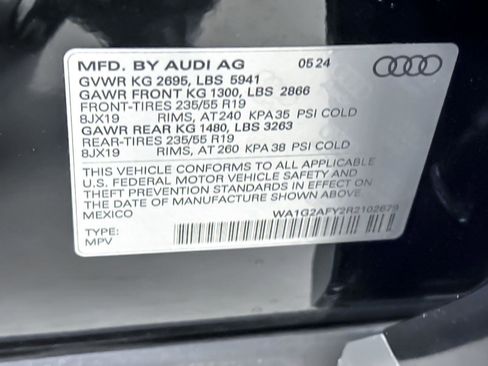 MFD. BY AUDI AG 05 24
GVWR KG 2695, LBS 5941
GAWR FRONT KG 1300, LBS 2866
FRONT-TIRES 235/55 R19
8JX19 RIMS, AT 240 KPA 35 PSI COLD
GAWR REAR KG 1480, LBS 3263
REAR-TIRES 235/55 R19
8JX19 RIMS, AT 260 KPA 38 PSI COLD
THIS VEHICLE CONFORMS TO ALL APPLICABLE
U.S. FEDERAL MOTOR VEHICLE SAFETY AND
THEFT PREVENTION STANDARDS IN EFFECT ON
THE DATE OF MANUFACTURE SHOWN ABOVE.
MEXICO WA1G2AFY2R2102679
TYPE:
MPV